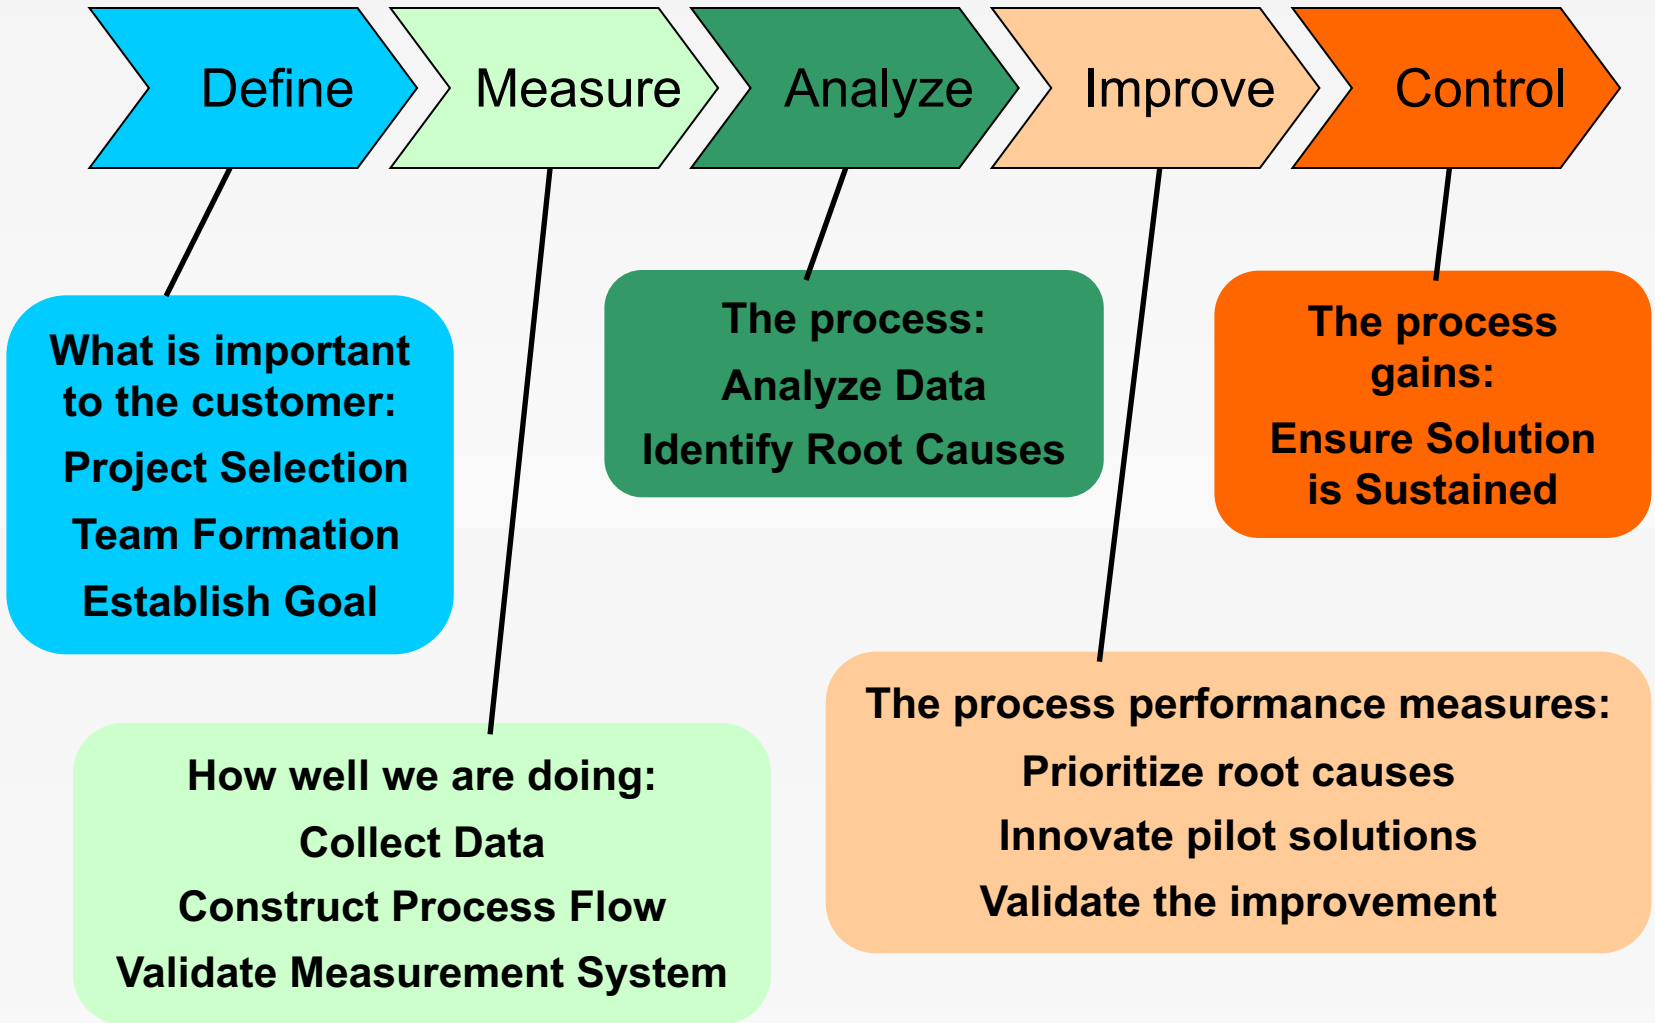 Define
Measure
Analyze
Improve
Control
What is important
to the customer:
Project Selection
Team Formation
Establish Goal
How well we are doing:
Collect Data
Construct Process Flow
Validate Measurement System
The process:
Analyze Data
Identify Root Causes
The process performance measures:
Prioritize root causes
Innovate pilot solutions
Validate the improvement
The process
gains:
Ensure Solution
is Sustained